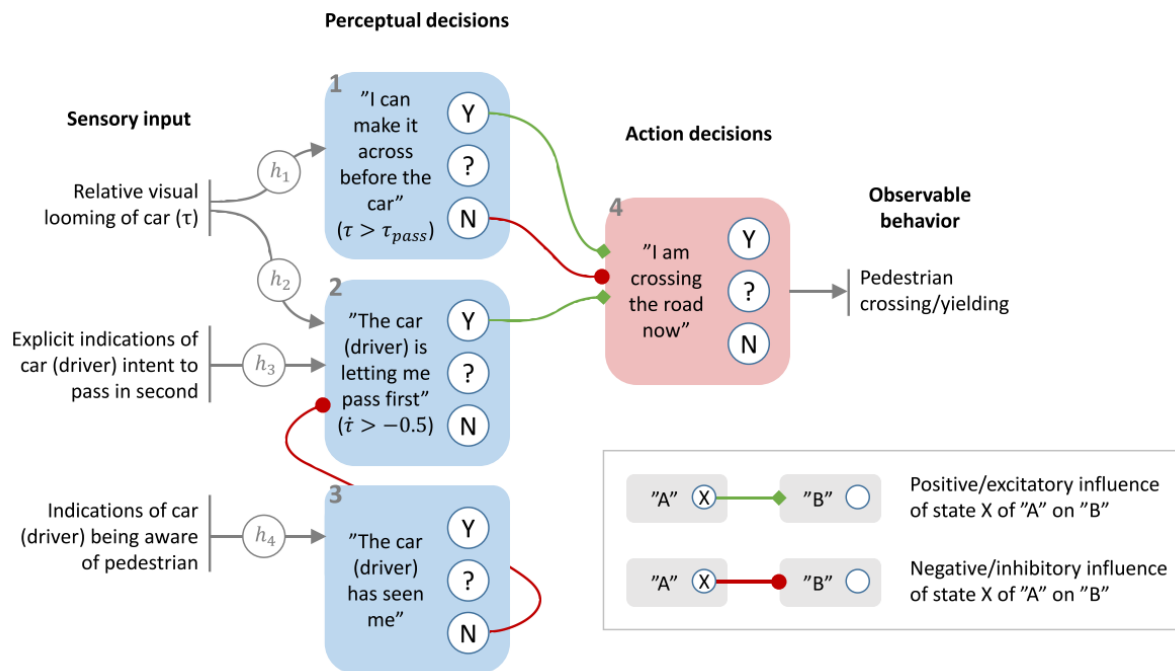 Perceptual decisions
Sensory input
Action decisions
Observable
behavior
Relative visual
looming of car (τ)
Explicit indications of
car (driver) intent to
pass in second
Indications of car
(driver) being aware
of pedestrian
h₁
h₂
h₃
h₄
1
”I can
make it
across
before the
car”
(τ > τ_pass)
Y
?
N
2
”The car
(driver) is
letting me
pass first”
(τ̇ > −0.5)
Y
?
N
3
”The car
(driver)
has seen
me”
Y
?
N
4
”I am
crossing
the road
now”
Y
?
N
Pedestrian
crossing/yielding
”A” X ”B”
Positive/excitatory influence
of state X of ”A” on ”B”
”A” X ”B”
Negative/inhibitory influence
of state X of ”A” on ”B”